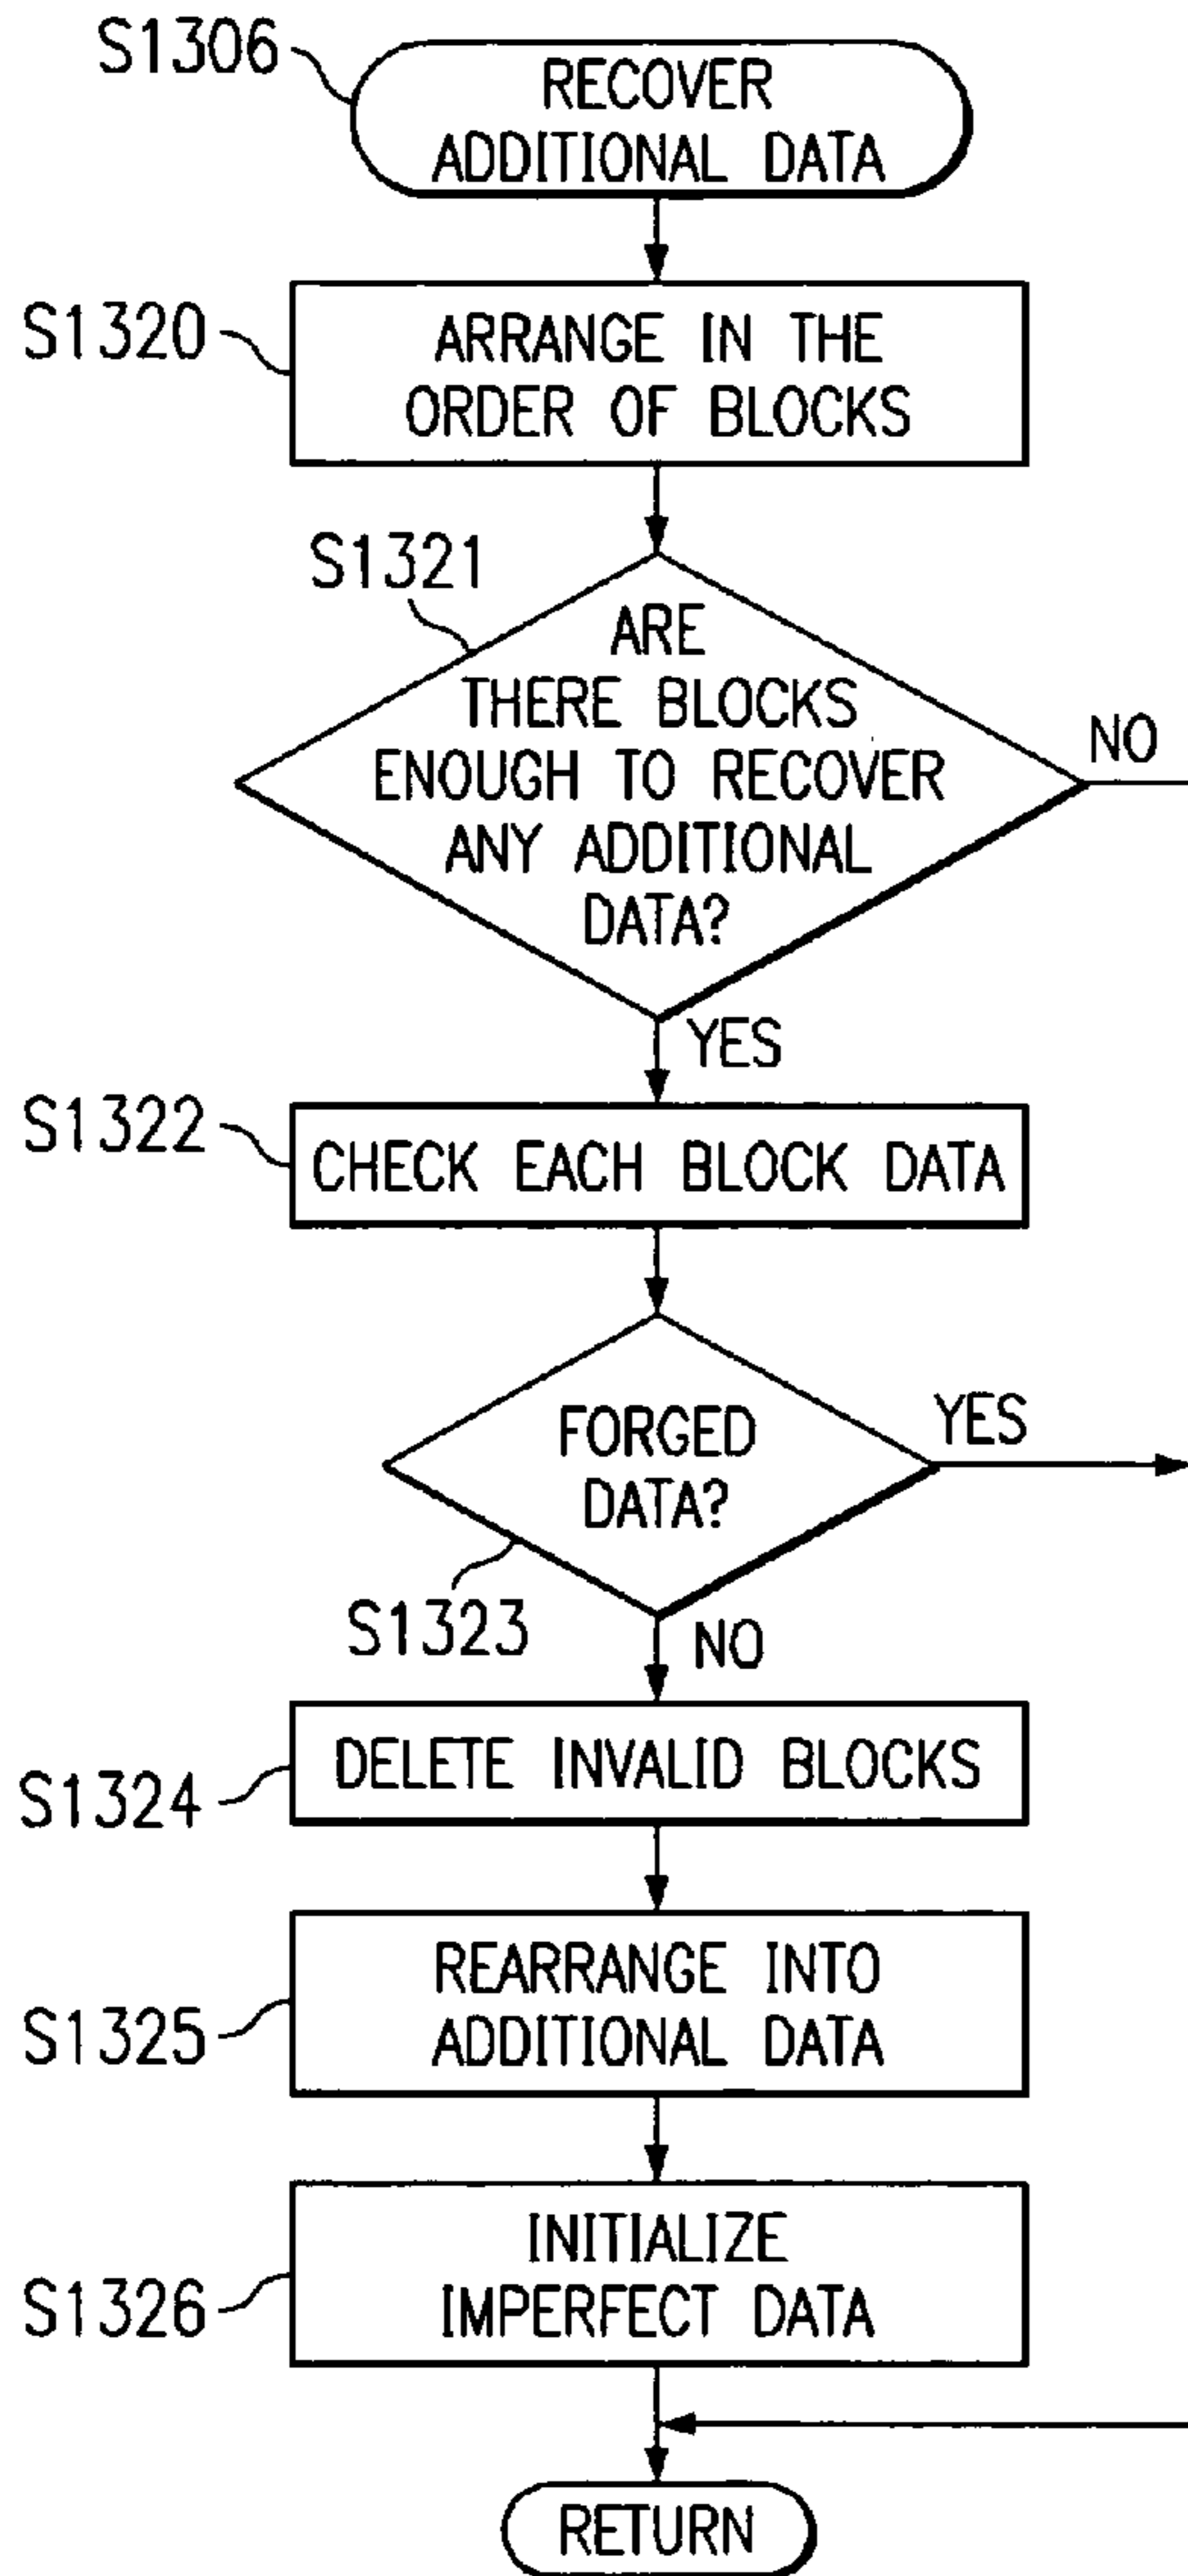 S1306
RECOVER
ADDITIONAL DATA
S1320
ARRANGE IN THE
ORDER OF BLOCKS
S1321
ARE
THERE BLOCKS
ENOUGH TO RECOVER
ANY ADDITIONAL
DATA?
NO
YES
S1322
CHECK EACH BLOCK DATA
FORGED
DATA?
YES
S1323
NO
S1324
DELETE INVALID BLOCKS
S1325
REARRANGE INTO
ADDITIONAL DATA
S1326
INITIALIZE
IMPERFECT DATA
RETURN